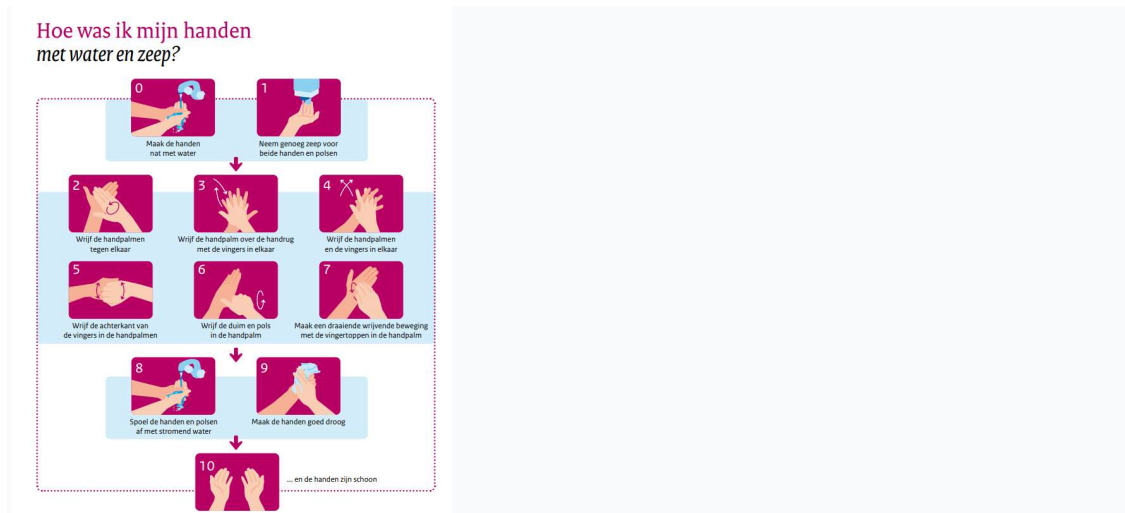 Hoe was ik mijn handen
met water en zeep?
0
Maak de handen
nat met water
1
Neem genoeg zeep voor
beide handen en polsen
2
Wrijf de handpalmen
tegen elkaar
3
Wrijf de handpalm over de handrug
met de vingers in elkaar
4
Wrijf de handpalmen
en de vingers in elkaar
5
Wrijf de achterkant van
de vingers in de handpalmen
6
Wrijf de duim en pols
in de handpalm
7
Maak een draaiende wrijvende beweging
met de vingertoppen in de handpalm
8
Spoel de handen en polsen
af met stromend water
9
Maak de handen goed droog
10
... en de handen zijn schoon